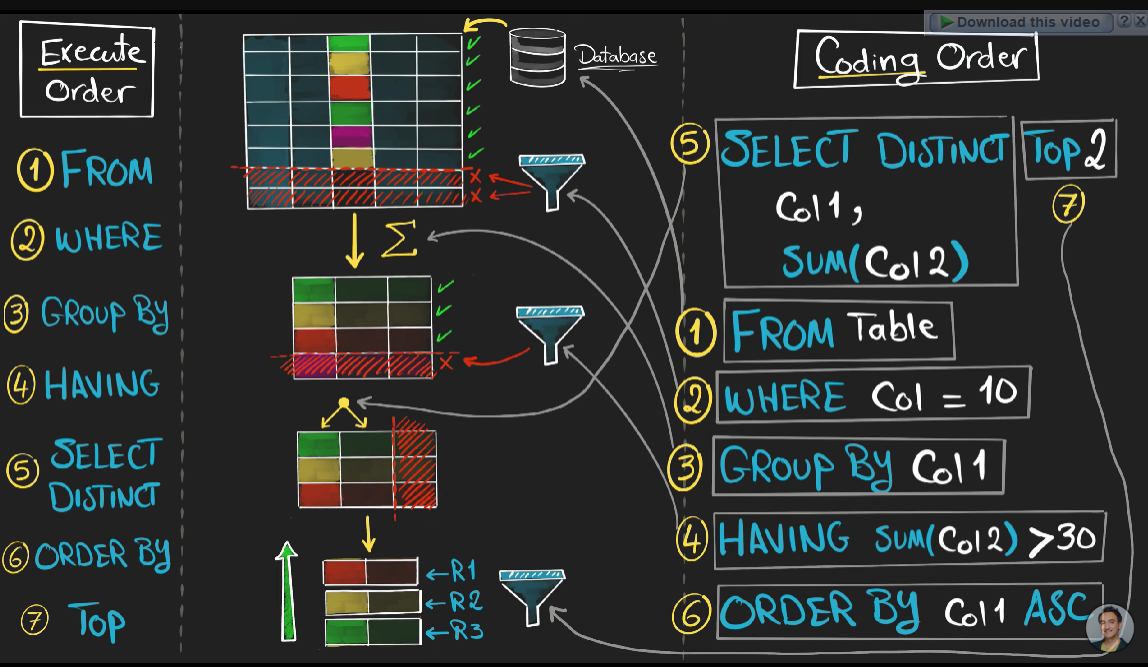 Execute
Order
1 FROM
2 WHERE
3 GROUP BY
4 HAVING
5 SELECT
DISTINCT
6 ORDER BY
7 TOP
Database
Σ
R1
R2
R3
Download this video ? X
Coding Order
5 SELECT DISTINCT TOP 2
7
Col1,
SUM(Col2)
1 FROM Table
2 WHERE Col = 10
3 GROUP BY Col1
4 HAVING SUM(Col2) > 30
6 ORDER BY Col1 ASC